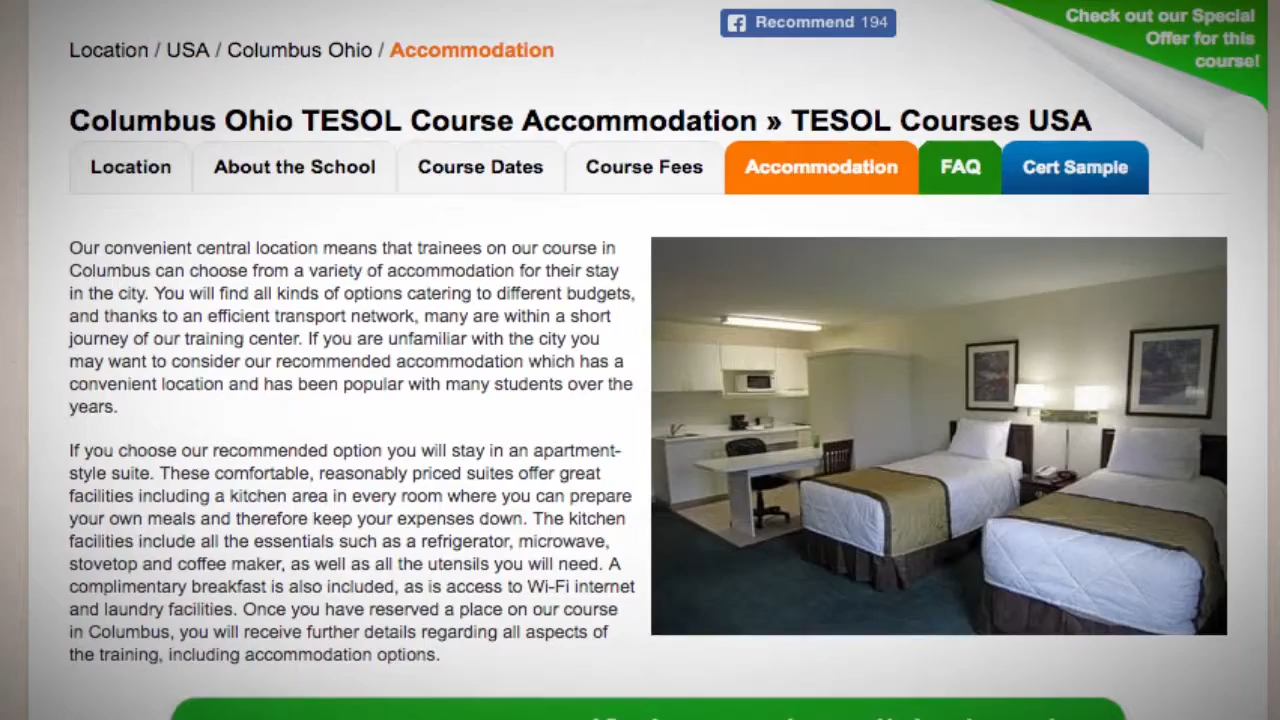 Recommend 194
Check out our Special
Offer for this
course!
Location / USA / Columbus Ohio / Accommodation
Columbus Ohio TESOL Course Accommodation » TESOL Courses USA
Location
About the School
Course Dates
Course Fees
Accommodation
FAQ
Cert Sample
Our convenient central location means that trainees on our course in
Columbus can choose from a variety of accommodation for their stay
in the city. You will find all kinds of options catering to different budgets,
and thanks to an efficient transport network, many are within a short
journey of our training center. If you are unfamiliar with the city you
may want to consider our recommended accommodation which has a
convenient location and has been popular with many students over the
years.
If you choose our recommended option you will stay in an apartment-
style suite. These comfortable, reasonably priced suites offer great
facilities including a kitchen area in every room where you can prepare
your own meals and therefore keep your expenses down. The kitchen
facilities include all the essentials such as a refrigerator, microwave,
stovetop and coffee maker, as well as all the utensils you will need. A
complimentary breakfast is also included, as is access to Wi-Fi internet
and laundry facilities. Once you have reserved a place on our course
in Columbus, you will receive further details regarding all aspects of
the training, including accommodation options.